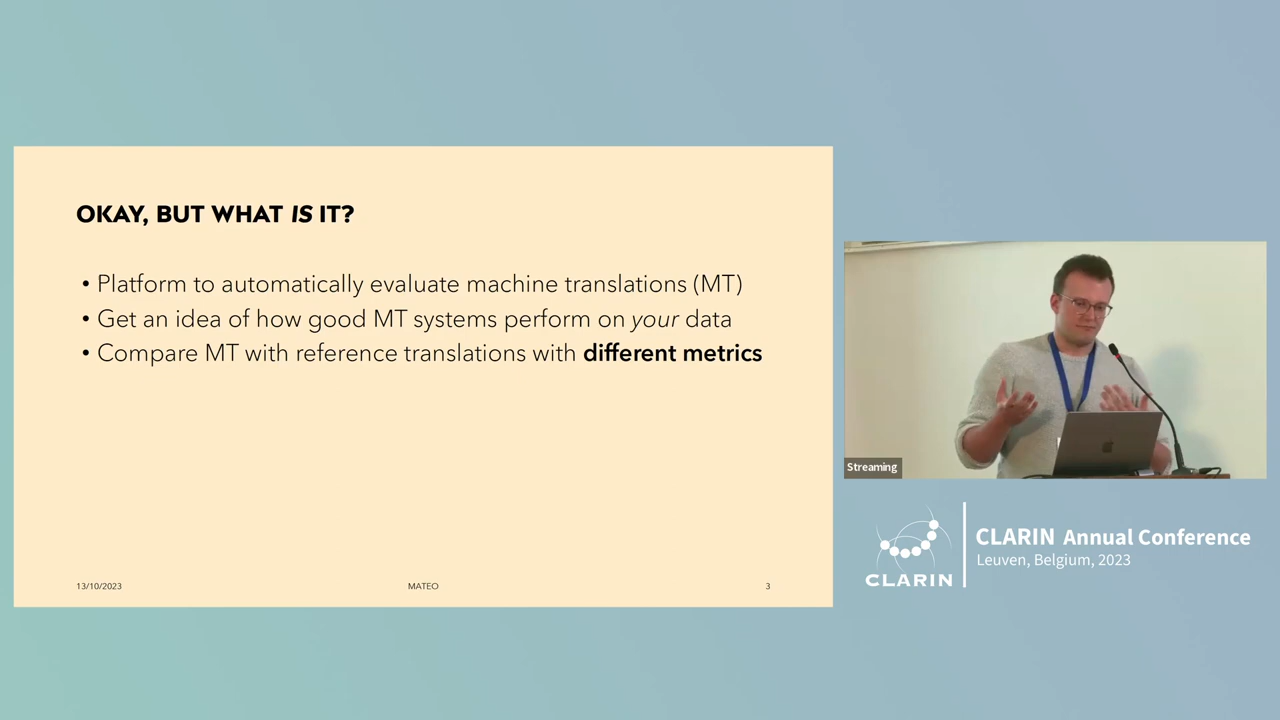 OKAY, BUT WHAT IS IT?
• Platform to automatically evaluate machine translations (MT)
• Get an idea of how good MT systems perform on your data
• Compare MT with reference translations with different metrics
13/10/2023
MATEO
3
Streaming
CLARIN
CLARIN Annual Conference
Leuven, Belgium, 2023